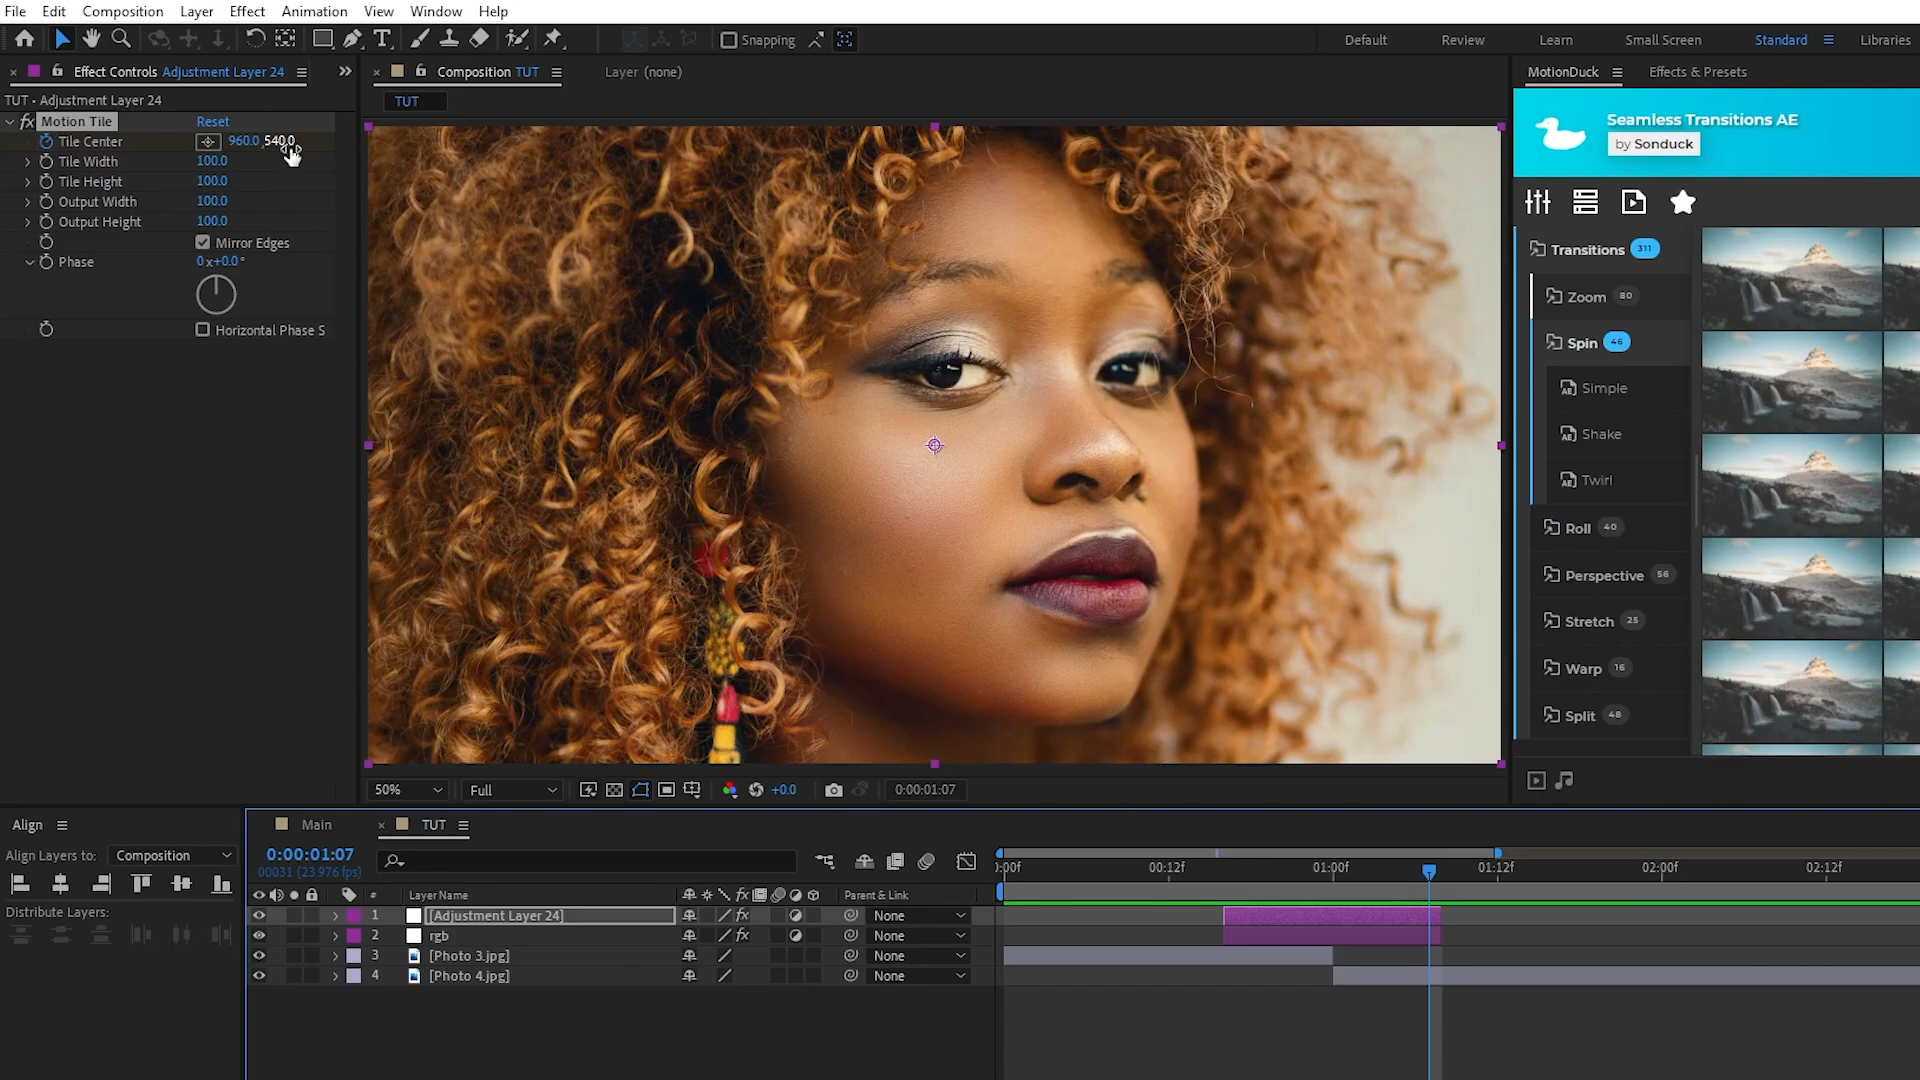 File Edit Composition Layer Effect Animation View Window Help
Snapping
Default Review Learn Small Screen Standard Libraries
Effect Controls Adjustment Layer 24
Composition TUT
Layer (none)
MotionDuck
Effects & Presets
TUT - Adjustment Layer 24
TUT
Motion Tile Reset
Tile Center 960.0, 540.0
Tile Width 100.0
Tile Height 100.0
Output Width 100.0
Output Height 100.0
Mirror Edges
Phase 0x+0.0°
Horizontal Phase S
Seamless Transitions AE
by Sonduck
Transitions 311
Zoom 80
Spin 46
Simple
Shake
Twirl
Roll 40
Perspective 56
Stretch 25
Warp 16
Split 48
50% Full +0.0 0:00:01:07
Align
Align Layers to: Composition
Distribute Layers:
Main TUT
0:00:01:07
00031 (23.976 fps)
# Layer Name fx Parent & Link
:00f 00:12f 01:00f 01:12f 02:00f 02:12f
1 [Adjustment Layer 24] fx None
2 rgb fx None
3 [Photo 3.jpg] None
4 [Photo 4.jpg] None